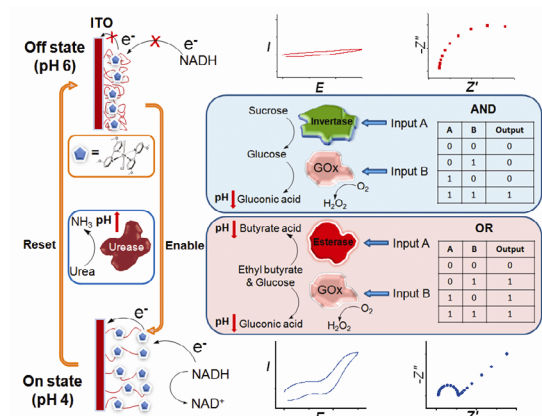 ITO
Off state
(pH 6)
e-
e-
NADH
I
E
-Z"
Z'
=
Reset
NH3
pH
Urease
Urea
Enable
Sucrose
Invertase
Input A
Glucose
GOx
Input B
O2
H2O2
pH Gluconic acid
AND
A B Output
0 0 0
0 1 0
1 0 0
1 1 1
pH Butyrate acid
Esterase
Input A
Ethyl butyrate
& Glucose
GOx
Input B
O2
H2O2
pH Gluconic acid
OR
A B Output
0 0 0
0 1 1
1 0 1
1 1 1
On state
(pH 4)
e-
e-
NADH
NAD+
I
E
-Z"
Z'